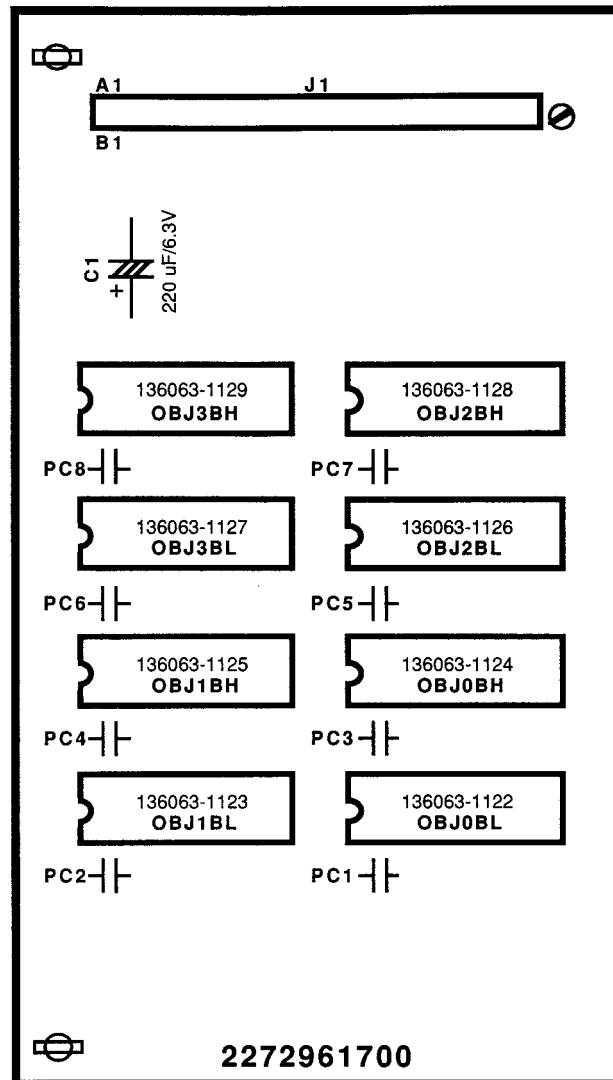 A1 J1
B1
C1
+
220 uF/6.3V
136063-1129
OBJ3BH
136063-1128
OBJ2BH
PC8
PC7
136063-1127
OBJ3BL
136063-1126
OBJ2BL
PC6
PC5
136063-1125
OBJ1BH
136063-1124
OBJ0BH
PC4
PC3
136063-1123
OBJ1BL
136063-1122
OBJ0BL
PC2
PC1
2272961700